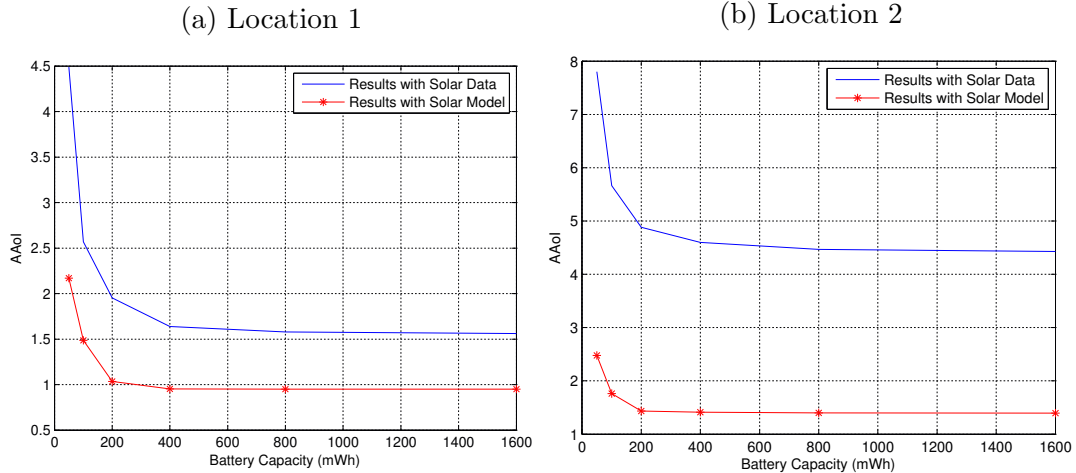 (a) Location 1
4.5
4
3.5
3
2.5
2
1.5
1
0.5
AAoI
0 200 400 600 800 1000 1200 1400 1600
Battery Capacity (mWh)
Results with Solar Data
Results with Solar Model
(b) Location 2
8
7
6
5
4
3
2
1
AAoI
0 200 400 600 800 1000 1200 1400 1600
Battery Capacity (mWh)
Results with Solar Data
Results with Solar Model